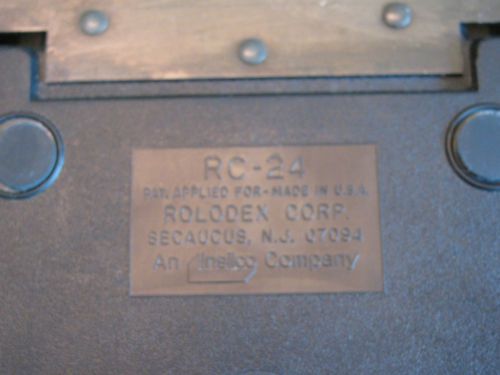 RC-24
PAT. APPLIED FOR-MADE IN U.S.A.
ROLODEX CORP.
SECAUCUS, N.J. 07094
An Insilco Company